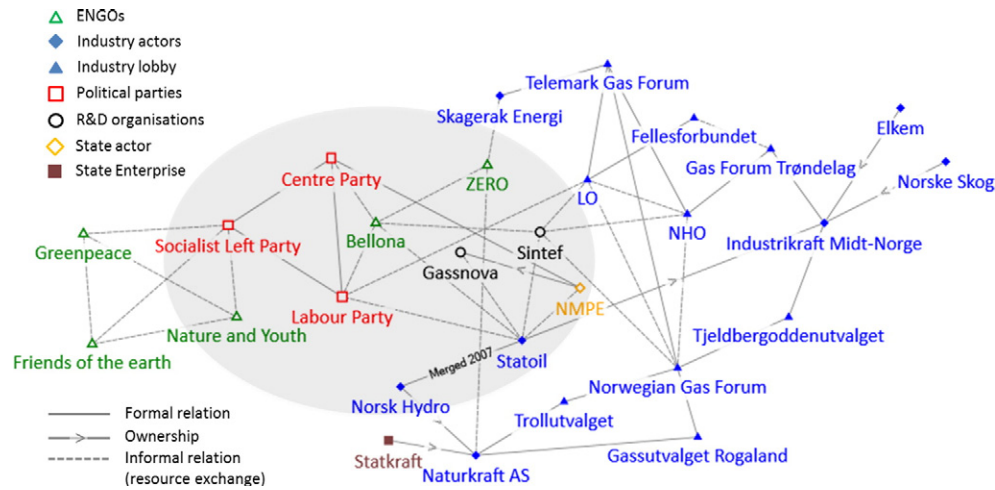 ENGOs
Industry actors
Industry lobby
Political parties
R&D organisations
State actor
State Enterprise
Telemark Gas Forum
Skagerak Energi
Fellesforbundet
Elkem
Gas Forum Trøndelag
Norske Skog
Centre Party
ZERO
LO
NHO
Greenpeace
Socialist Left Party
Bellona
Sintef
Industrikraft Midt-Norge
Gassnova
NMPE
Labour Party
Nature and Youth
Tjeldbergoddenutvalget
Friends of the earth
Statoil
Merged 2007
Norwegian Gas Forum
Norsk Hydro
Trollutvalget
Formal relation
Ownership
Informal relation
(resource exchange)
Statkraft
Naturkraft AS
Gassutvalget Rogaland